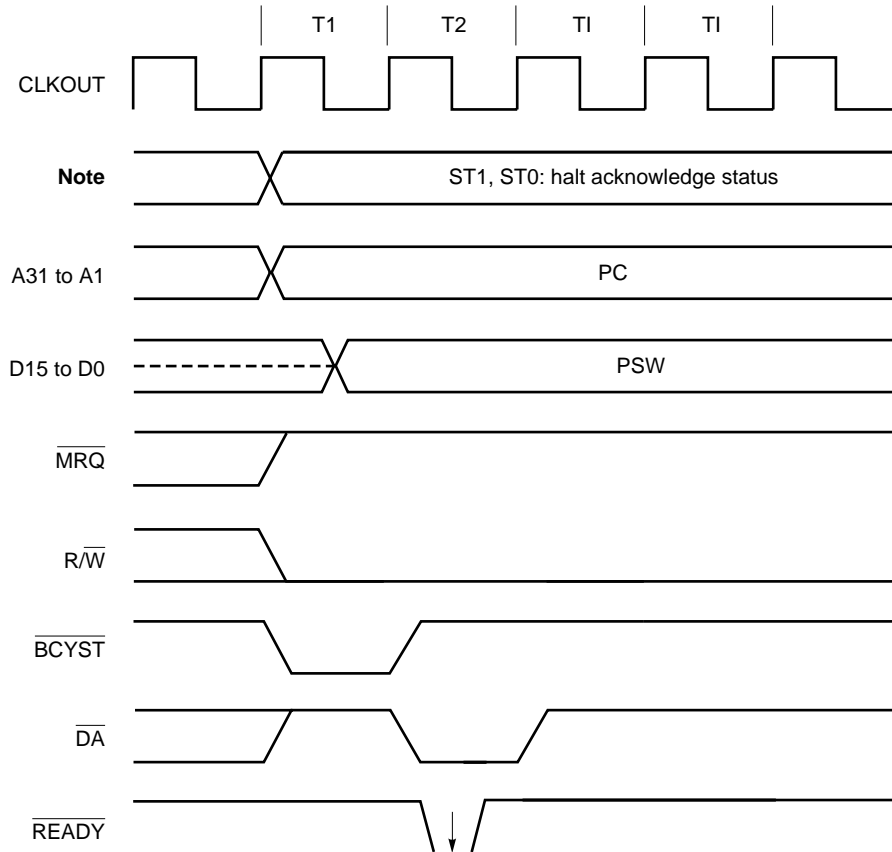 T1 T2 TI TI
CLKOUT
Note ST1, ST0: halt acknowledge status
A31 to A1 PC
D15 to D0 PSW
MRQ
R/W
BCYST
DA
READY